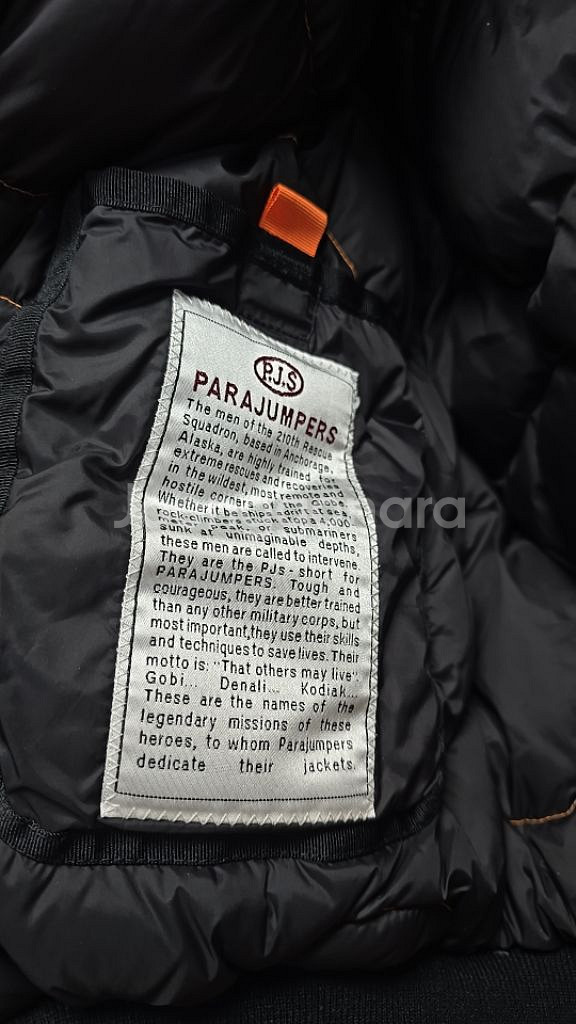 P.J.S
PARAJUMPERS
The men of the 210th Rescue
Squadron, based in Anchorage,
Alaska, are highly trained for
extreme rescues and recoveries
in the wildest, most remote and
hostile corners of the Globe.
Whether it be ships adrift at sea,
rock-climbers stuck atop a 4,000,
peak, or submariners
sunk at unimaginable depths,
these men are called to intervene.
They are the PJs - short for
PARAJUMPERS. Tough and
courageous, they are better trained
than any other military corps, but
most important, they use their skills
and techniques to save lives. Their
motto is: "That others may live".
Gobi... Denali... Kodiak...
These are the names of the
legendary missions of these
heroes, to whom Parajumpers
dedicate their jackets.